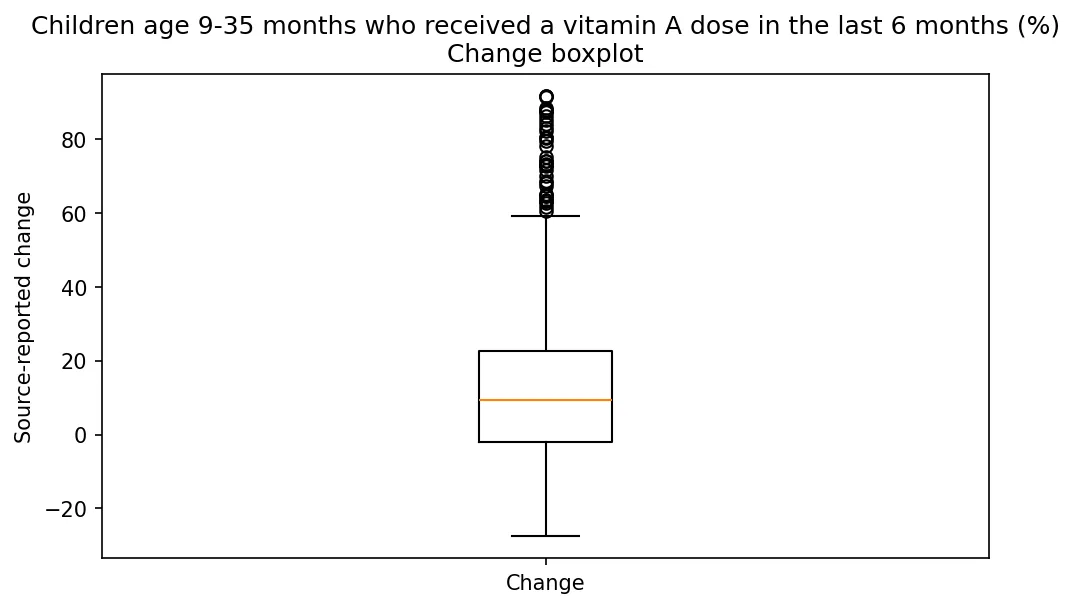 Children age 9-35 months who received a vitamin A dose in the last 6 months (%)
Change boxplot
Source-reported change
80
60
40
20
0
−20
Change